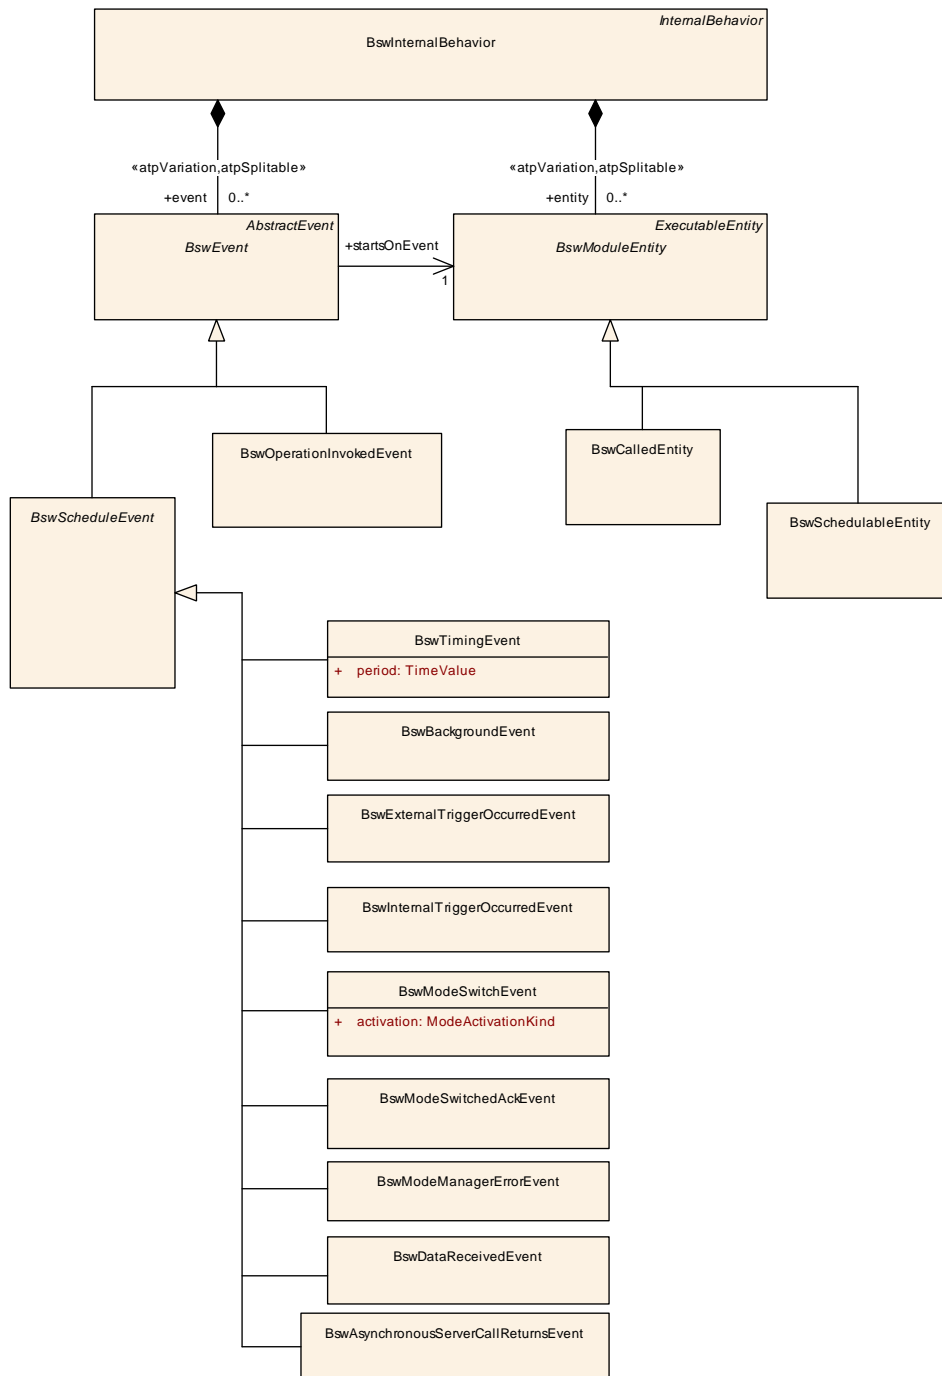 InternalBehavior
BswInternalBehavior
«atpVariation,atpSplitable»
«atpVariation,atpSplitable»
+event 0..*
+entity 0..*
AbstractEvent
BswEvent
+startsOnEvent
1
ExecutableEntity
BswModuleEntity
BswOperationInvokedEvent
BswCalledEntity
BswScheduleEvent
BswSchedulableEntity
BswTimingEvent
+ period: TimeValue
BswBackgroundEvent
BswExternalTriggerOccurredEvent
BswInternalTriggerOccurredEvent
BswModeSwitchEvent
+ activation: ModeActivationKind
BswModeSwitchedAckEvent
BswModeManagerErrorEvent
BswDataReceivedEvent
BswAsynchronousServerCallReturnsEvent